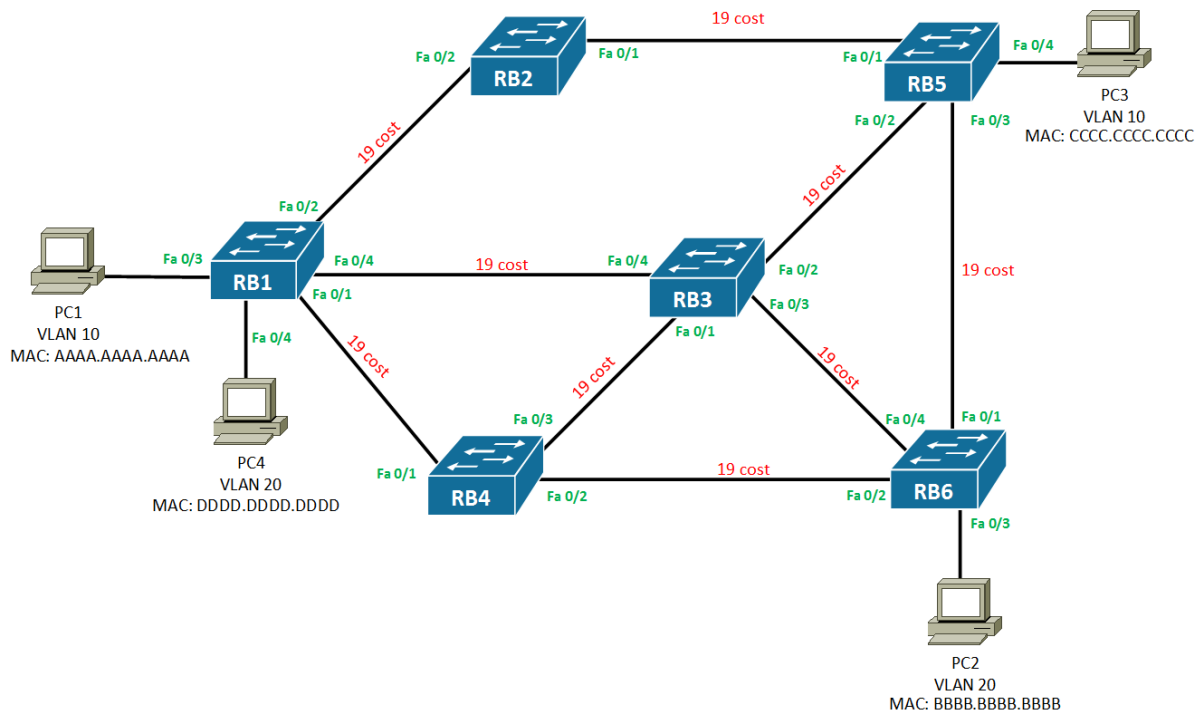 19 cost
Fa 0/2
Fa 0/1
Fa 0/1
Fa 0/4
RB2
RB5
PC3
VLAN 10
MAC: CCCC.CCCC.CCCC
Fa 0/2
Fa 0/3
19 cost
19 cost
Fa 0/2
Fa 0/3
Fa 0/4
19 cost
Fa 0/4
Fa 0/2
19 cost
RB1
Fa 0/1
RB3
Fa 0/3
PC1
VLAN 10
MAC: AAAA.AAAA.AAAA
Fa 0/4
Fa 0/1
19 cost
19 cost
19 cost
Fa 0/3
Fa 0/4
Fa 0/1
PC4
VLAN 20
MAC: DDDD.DDDD.DDDD
Fa 0/1
RB4
19 cost
Fa 0/2
Fa 0/2
RB6
Fa 0/3
PC2
VLAN 20
MAC: BBBB.BBBB.BBBB